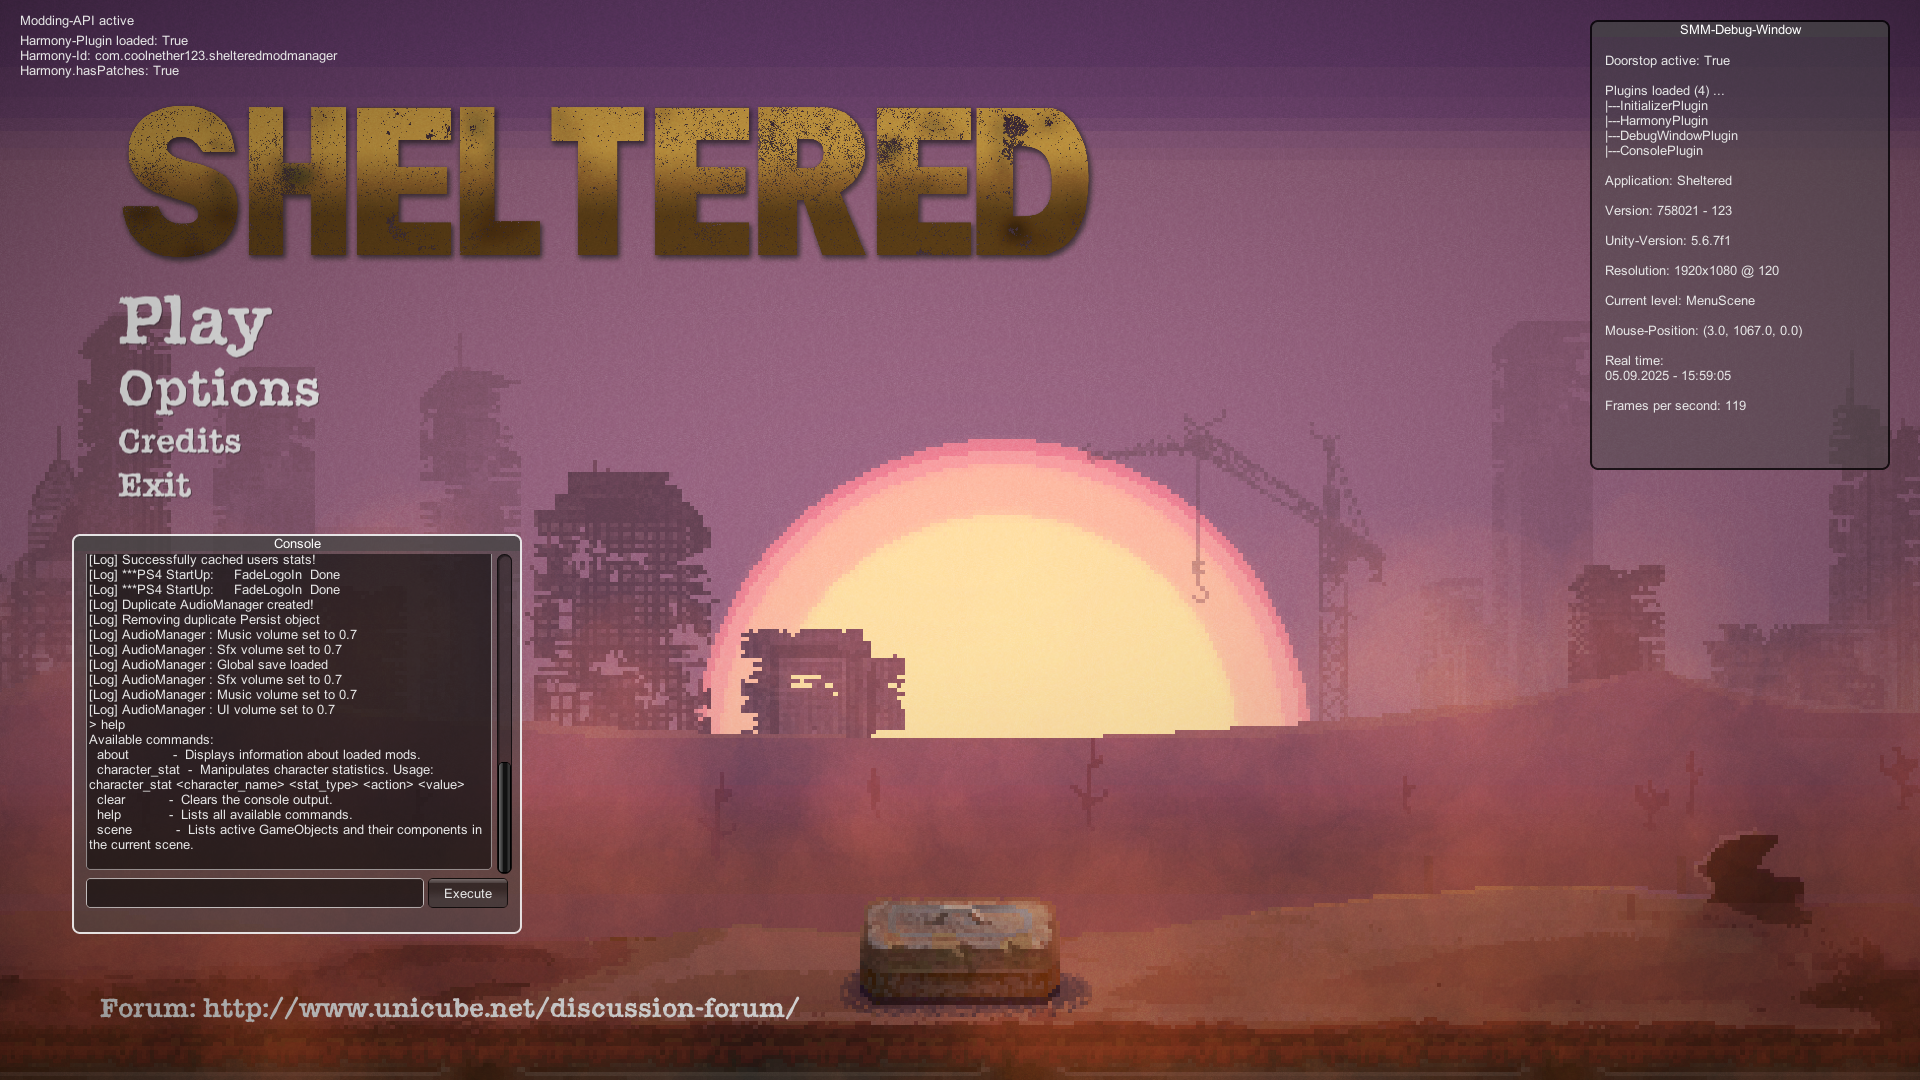 Modding-API active
Harmony-Plugin loaded: True
Harmony-Id: com.coolnether123.shelteredmodmanager
Harmony.hasPatches: True
SHELTERED
Play
Options
Credits
Exit
Console
[Log] Successfully cached users stats!
[Log] ***PS4 StartUp: FadeLogoIn Done
[Log] ***PS4 StartUp: FadeLogoIn Done
[Log] Duplicate AudioManager created!
[Log] Removing duplicate Persist object
[Log] AudioManager : Music volume set to 0.7
[Log] AudioManager : Sfx volume set to 0.7
[Log] AudioManager : Global save loaded
[Log] AudioManager : Sfx volume set to 0.7
[Log] AudioManager : Music volume set to 0.7
[Log] AudioManager : UI volume set to 0.7
> help
Available commands:
about - Displays information about loaded mods.
character_stat - Manipulates character statistics. Usage:
character_stat <character_name> <stat_type> <action> <value>
clear - Clears the console output.
help - Lists all available commands.
scene - Lists active GameObjects and their components in
the current scene.
Execute
Forum: http://www.unicube.net/discussion-forum/
SMM-Debug-Window
Doorstop active: True
Plugins loaded (4) ...
|---InitializerPlugin
|---HarmonyPlugin
|---DebugWindowPlugin
|---ConsolePlugin
Application: Sheltered
Version: 758021 - 123
Unity-Version: 5.6.7f1
Resolution: 1920x1080 @ 120
Current level: MenuScene
Mouse-Position: (3.0, 1067.0, 0.0)
Real time:
05.09.2025 - 15:59:05
Frames per second: 119